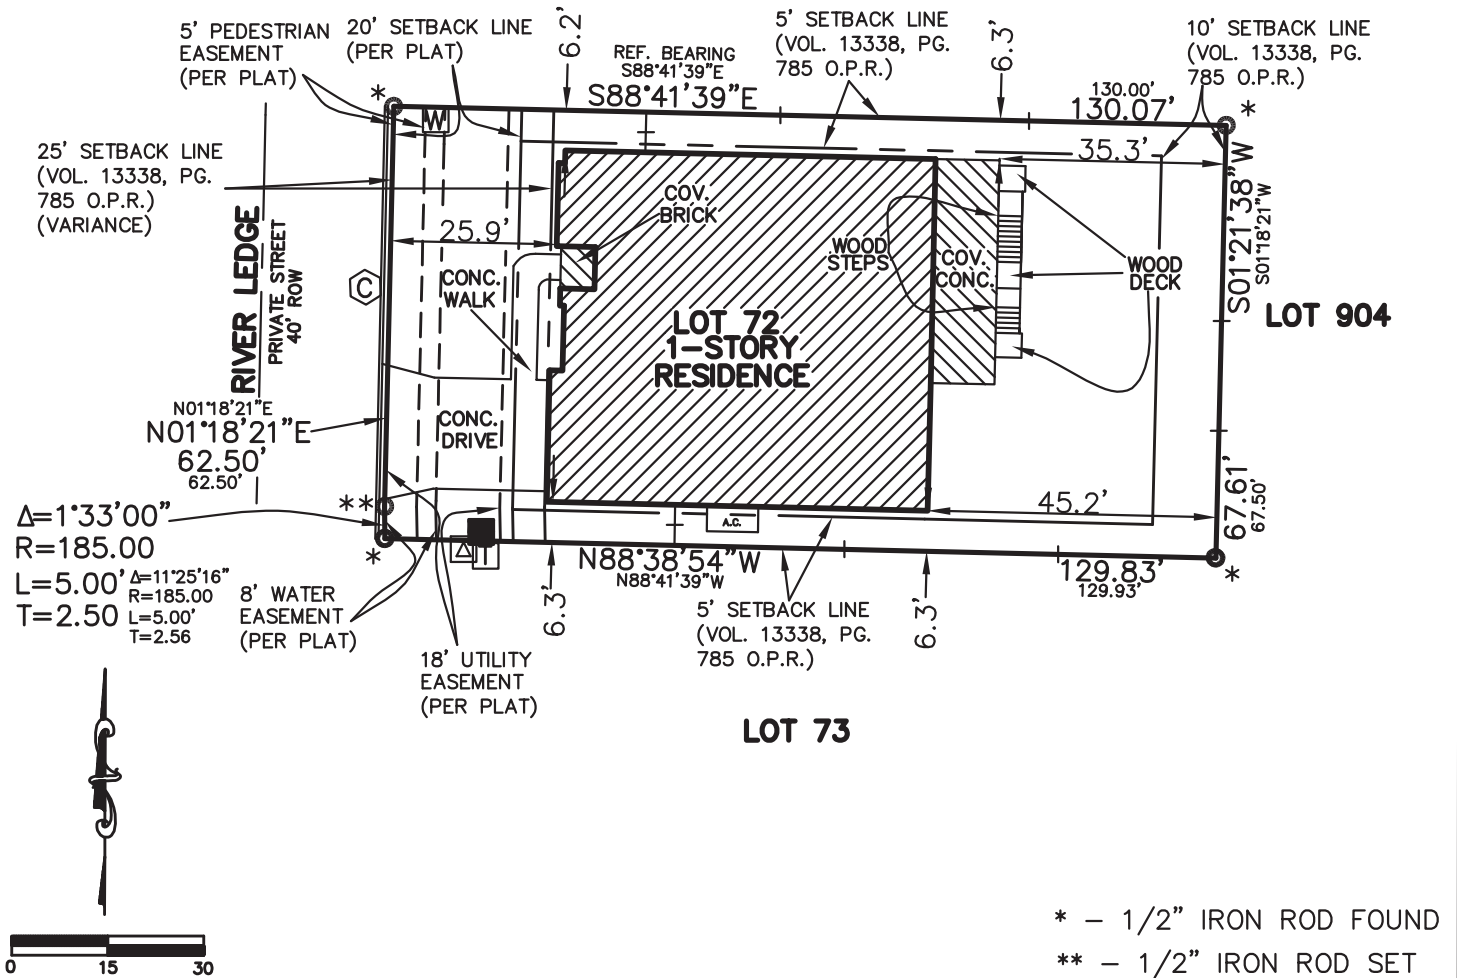 5' PEDESTRIAN
EASEMENT
(PER PLAT)
20' SETBACK LINE
(PER PLAT)
6.2'
REF. BEARING
S88°41'39"E
S88°41'39"E
5' SETBACK LINE
(VOL. 13338, PG.
785 O.P.R.)
6.3'
130.00'
130.07'
10' SETBACK LINE
(VOL. 13338, PG.
785 O.P.R.)
*
*
W
25' SETBACK LINE
(VOL. 13338, PG.
785 O.P.R.)
(VARIANCE)
35.3'
S01°21'38"W
S01°18'21"W
RIVER LEDGE
PRIVATE STREET
40' ROW
25.9'
COV.
BRICK
WOOD
STEPS
COV.
CONC.
WOOD
DECK
C
CONC.
WALK
LOT 904
LOT 72
1-STORY
RESIDENCE
N01°18'21"E
N01°18'21"E
62.50'
62.50'
CONC.
DRIVE
**
Δ=1°33'00"
R=185.00
L=5.00'
T=2.50
Δ=11°25'16"
R=185.00
L=5.00'
T=2.56
*
45.2'
67.61'
67.50'
A.C.
Δ
T
N88°38'54"W
N88°41'39"W
129.83'
129.93'
*
8' WATER
EASEMENT
(PER PLAT)
6.3'
5' SETBACK LINE
(VOL. 13338, PG.
785 O.P.R.)
6.3'
18' UTILITY
EASEMENT
(PER PLAT)
LOT 73
* – 1/2" IRON ROD FOUND
** – 1/2" IRON ROD SET
0 15 30